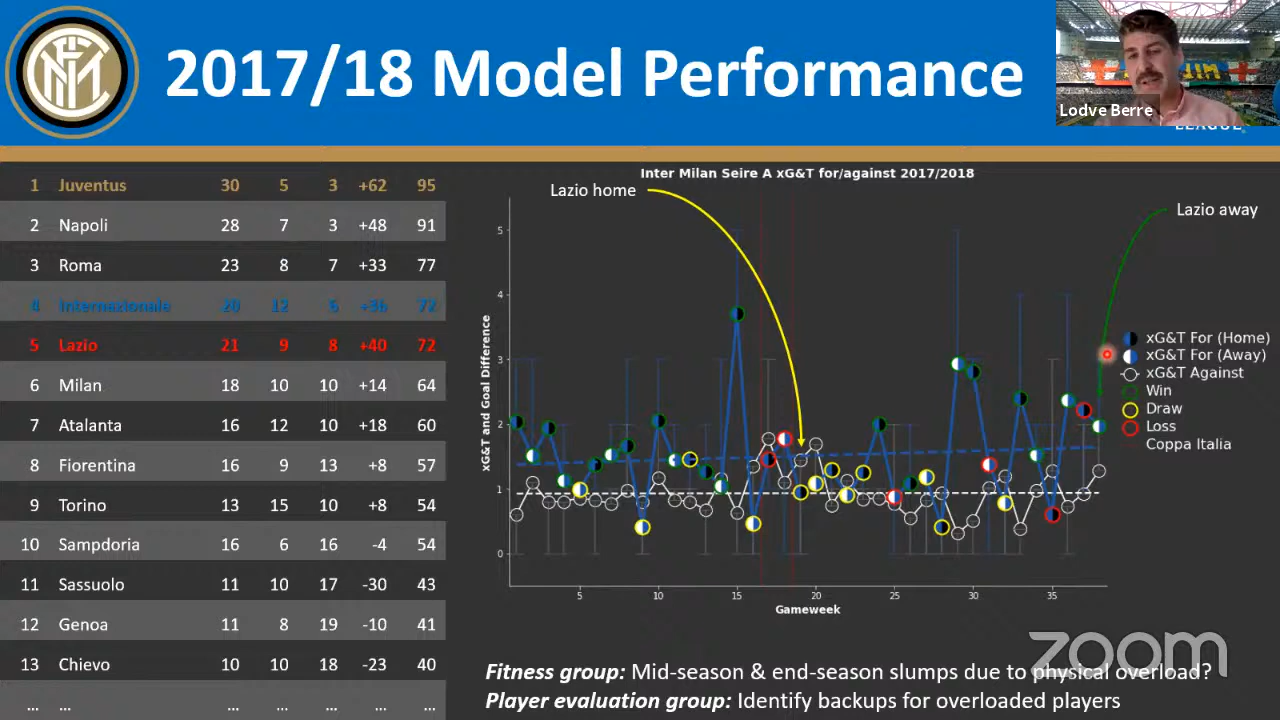 2017/18 Model Performance
Lodve Berre
LEAGUE
1 Juventus 30 5 3 +62 95
2 Napoli 28 7 3 +48 91
3 Roma 23 8 7 +33 77
4 Internazionale 20 12 6 +36 72
5 Lazio 21 9 8 +40 72
6 Milan 18 10 10 +14 64
7 Atalanta 16 12 10 +18 60
8 Fiorentina 16 9 13 +8 57
9 Torino 13 15 10 +8 54
10 Sampdoria 16 6 16 -4 54
11 Sassuolo 11 10 17 -30 43
12 Genoa 11 8 19 -10 41
13 Chievo 10 10 18 -23 40
... ... ... ... ... ... ...
Inter Milan Seire A xG&T for/against 2017/2018
Lazio home
Lazio away
xG&T and Goal Difference
5
4
3
2
1
0
5 10 15 20 25 30 35
Gameweek
xG&T For (Home)
xG&T For (Away)
xG&T Against
Win
Draw
Loss
Coppa Italia
Fitness group: Mid-season & end-season slumps due to physical overload?
Player evaluation group: Identify backups for overloaded players
zoom